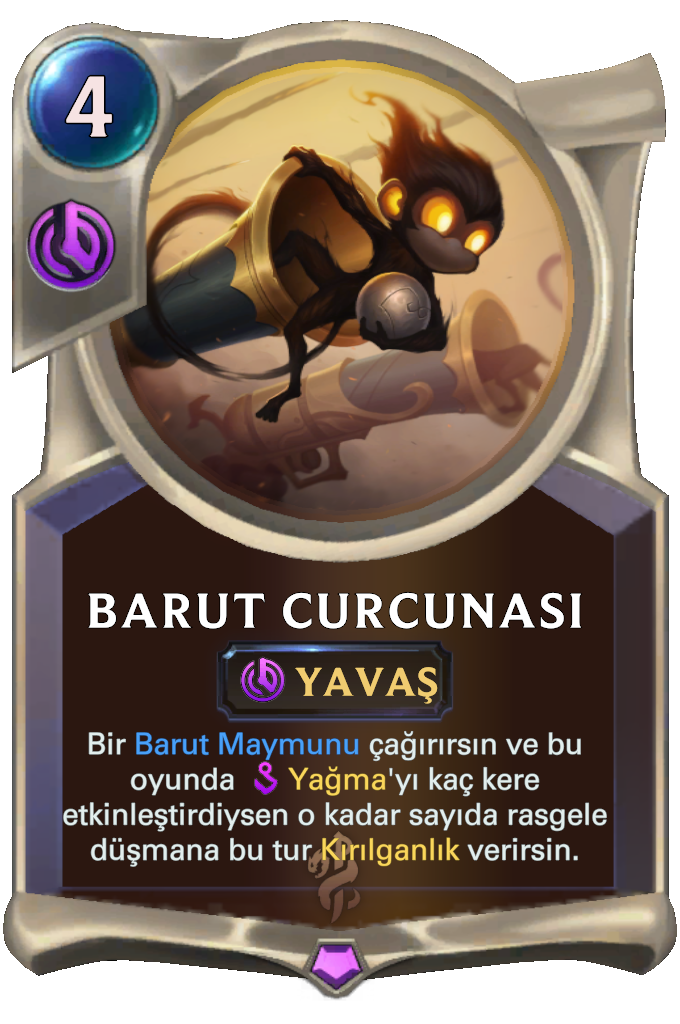 4
BARUT CURCUNASI
YAVAŞ
Bir Barut Maymunu çağırırsın ve bu
oyunda Yağma'yı kaç kere
etkinleştirdiysen o kadar sayıda rasgele
düşmana bu tur Kırılganlık verirsin.